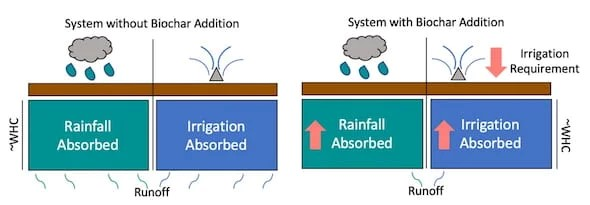 System without Biochar Addition
~WHC
Rainfall
Absorbed
Irrigation
Absorbed
Runoff
System with Biochar Addition
Irrigation
Requirement
Rainfall
Absorbed
Irrigation
Absorbed
~WHC
Runoff